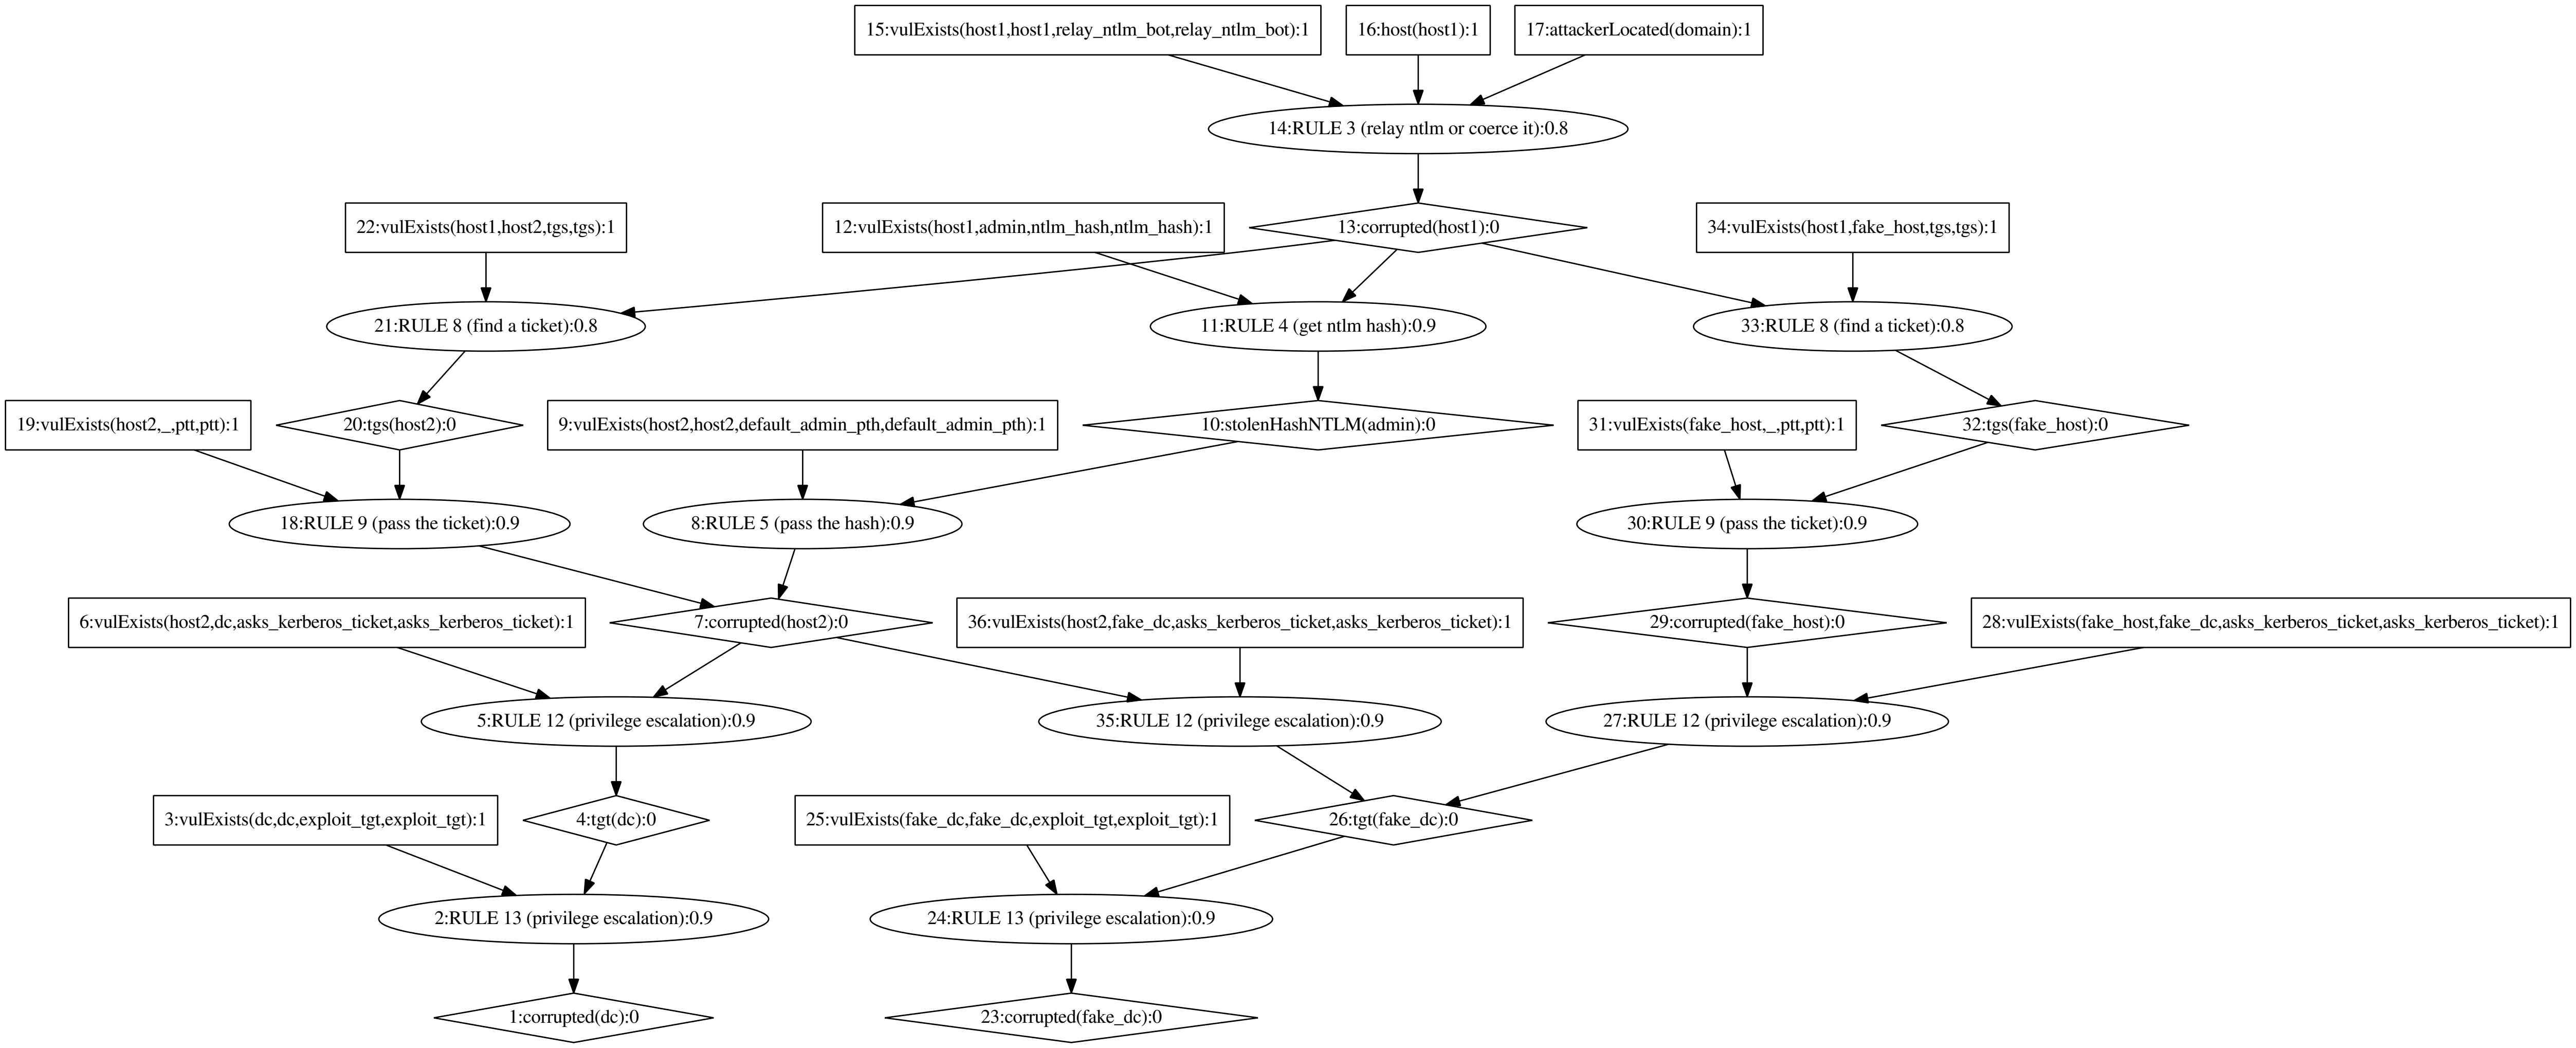 15:vulExists(host1,host1,relay_ntlm_bot,relay_ntlm_bot):1
16:host(host1):1
17:attackerLocated(domain):1
14:RULE 3 (relay ntlm or coerce it):0.8
22:vulExists(host1,host2,tgs,tgs):1
12:vulExists(host1,admin,ntlm_hash,ntlm_hash):1
13:corrupted(host1):0
34:vulExists(host1,fake_host,tgs,tgs):1
21:RULE 8 (find a ticket):0.8
11:RULE 4 (get ntlm hash):0.9
33:RULE 8 (find a ticket):0.8
19:vulExists(host2,_,ptt,ptt):1
20:tgs(host2):0
9:vulExists(host2,host2,default_admin_pth,default_admin_pth):1
10:stolenHashNTLM(admin):0
31:vulExists(fake_host,_,ptt,ptt):1
32:tgs(fake_host):0
18:RULE 9 (pass the ticket):0.9
8:RULE 5 (pass the hash):0.9
30:RULE 9 (pass the ticket):0.9
6:vulExists(host2,dc,asks_kerberos_ticket,asks_kerberos_ticket):1
7:corrupted(host2):0
36:vulExists(host2,fake_dc,asks_kerberos_ticket,asks_kerberos_ticket):1
29:corrupted(fake_host):0
28:vulExists(fake_host,fake_dc,asks_kerberos_ticket,asks_kerberos_ticket):1
5:RULE 12 (privilege escalation):0.9
35:RULE 12 (privilege escalation):0.9
27:RULE 12 (privilege escalation):0.9
3:vulExists(dc,dc,exploit_tgt,exploit_tgt):1
4:tgt(dc):0
25:vulExists(fake_dc,fake_dc,exploit_tgt,exploit_tgt):1
26:tgt(fake_dc):0
2:RULE 13 (privilege escalation):0.9
24:RULE 13 (privilege escalation):0.9
1:corrupted(dc):0
23:corrupted(fake_dc):0